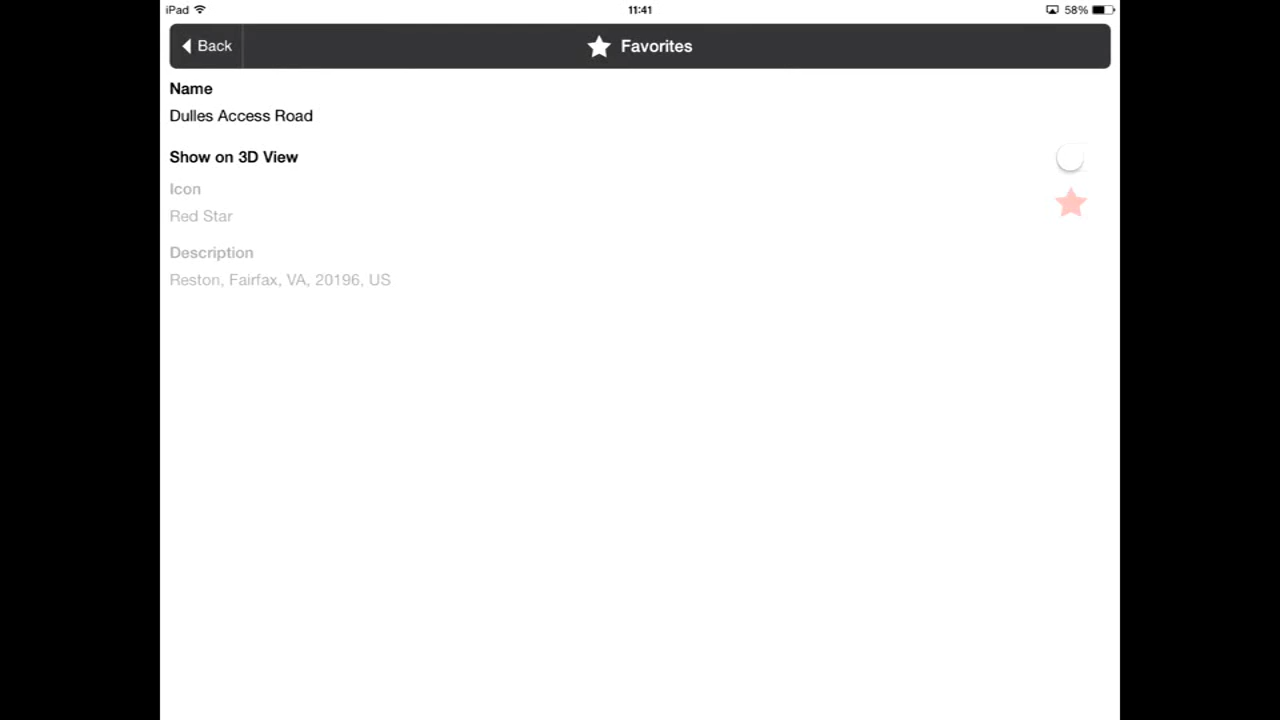 iPad 11:41 58%
Back Favorites
Name
Dulles Access Road
Show on 3D View
Icon
Red Star
Description
Reston, Fairfax, VA, 20196, US